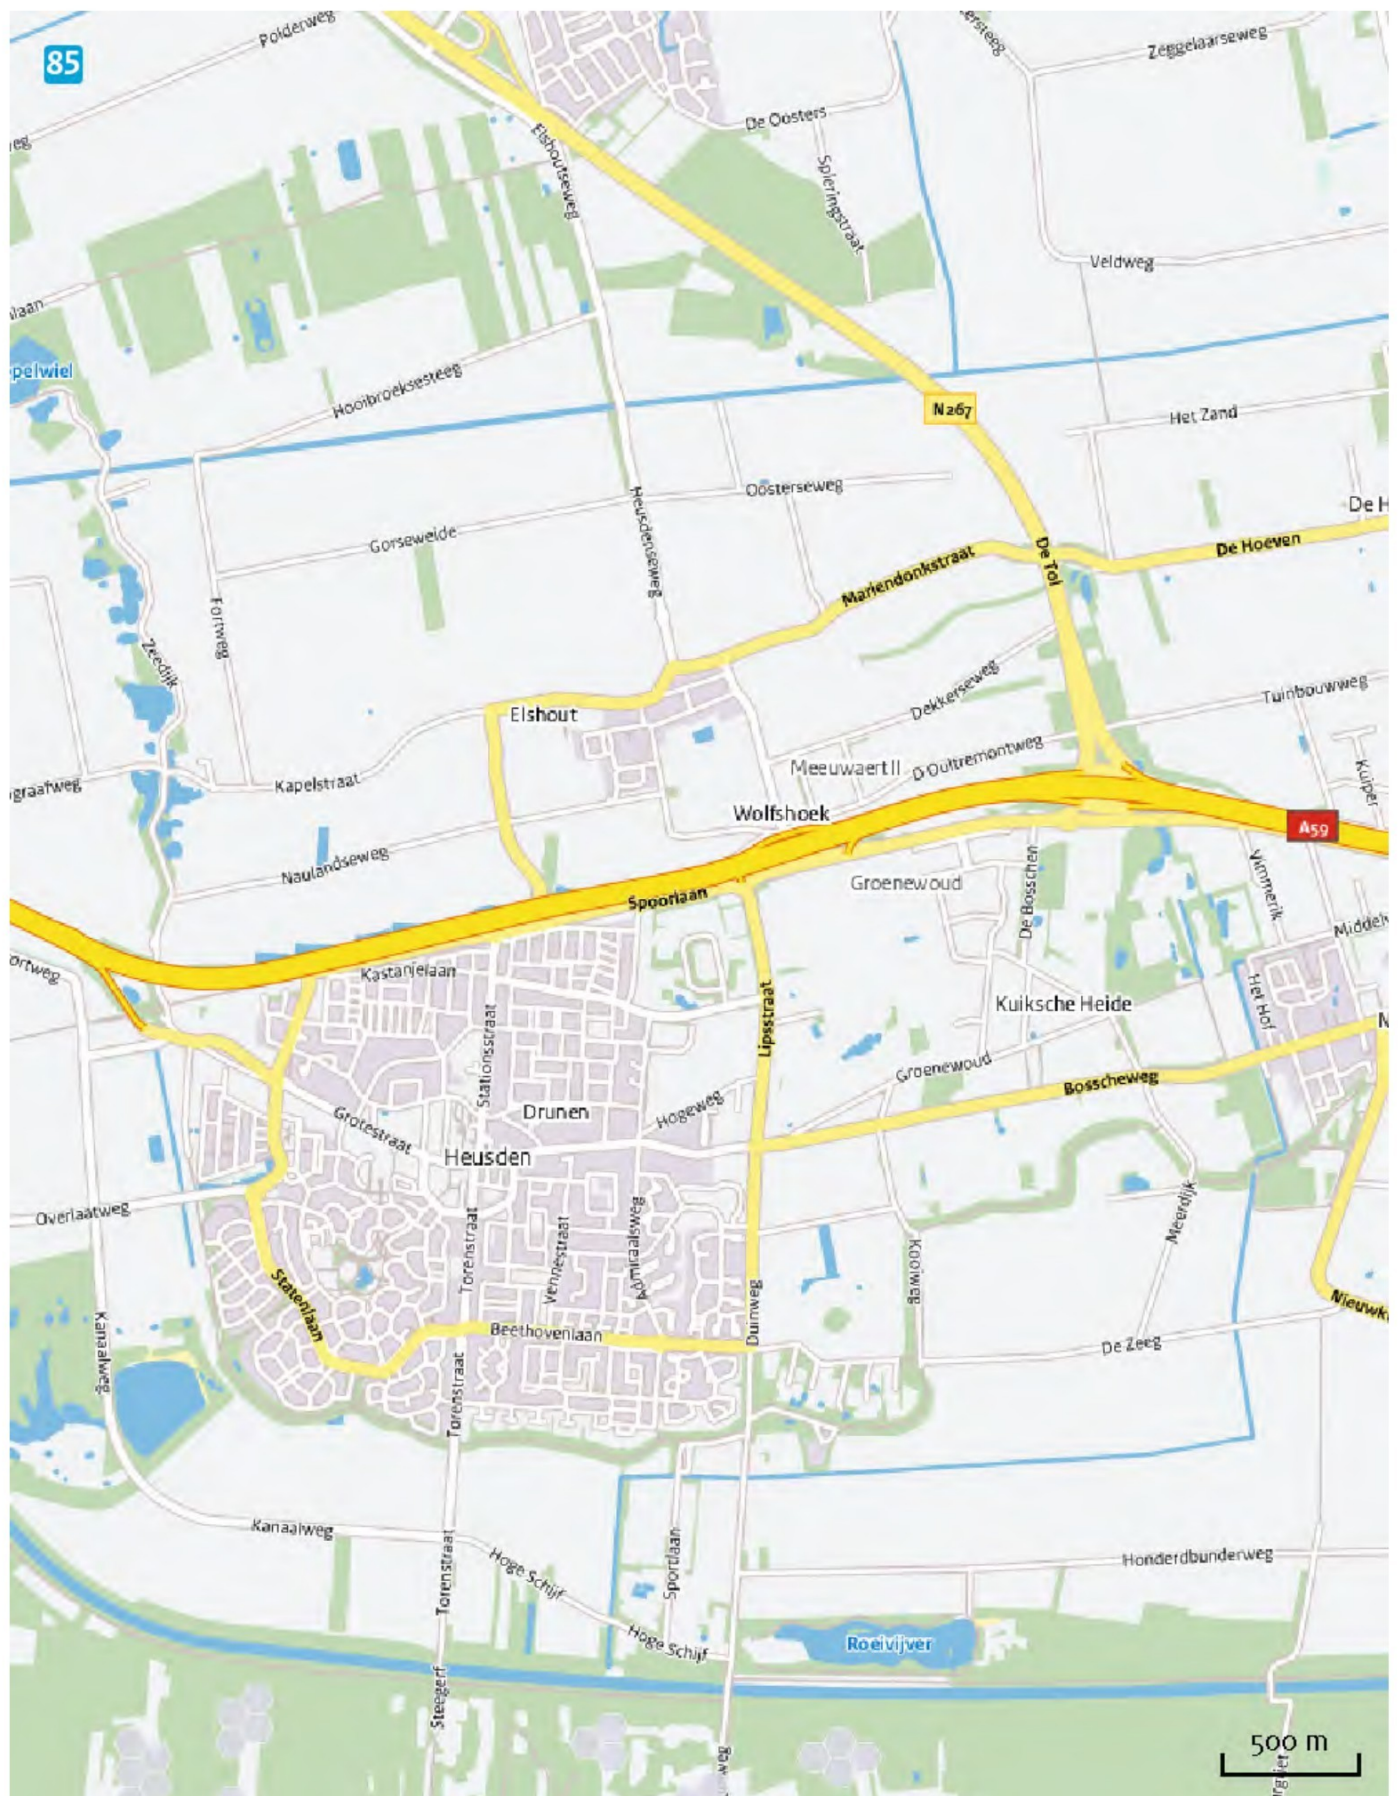 85
Polderweg
Zeggelaarseweg
De Oosters
Elshoutseweg
Spieringstraat
Veldweg
Hooibroeksesteeg
N267
Het Zand
Oosterseweg
Heusdenseweg
Gorseweide
De Hoeven
De Tol
Mariendonkstraat
Fortweg
Zeedijk
Dekkerseweg
Tuinbouwweg
Elshout
D'Oultremontweg
Meeuwaert II
Kapelstraat
Kuiper
Wolfshoek
A59
Naulandseweg
Vimmerik
Groenewoud
De Bosschen
Spoorlaan
Kastanjelaan
Het Hof
Kuiksche Heide
Lipsstraat
Stationsstraat
Groenewoud
Bosscheweg
Drunen
Hogeweg
Grotestraat
Heusden
Overlaatweg
Meerdijk
Torenstraat
Vennestraat
Admiraalsweg
Kooiweg
Statenlaan
Duinweg
Beethovenlaan
De Zeeg
Kanaalweg
Torenstraat
Kanaalweg
Hoge Schijf
Honderdbunderweg
Torenstraat
Sportlaan
Hoge Schijf
Roeivijver
Steegerf
500 m